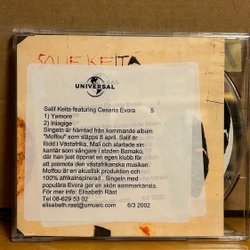 SALIF KEITA
UNIVERSAL
Salif Keita featuring Cesaria Evora 5
1) Yamore
2) Inlagige
Singeln är hämtad från kommande album
"Moffou" som släpps 8 april. Salif är
född i Västafrika, Mali och startade sin
karriär som sångare i staden Bamako,
där han just öppnat en egen klubb för
att promota den västafrikanska musiken.
Moffou är en akustisk produktion och
100% afrikainspirerad. Singeln med
populära Evora ger en skön sommarkänsla.
För mer info: Elisabeth Räst
Tel 08-629 53 02
elisabeth.rast@umusic.com 6/3 2002